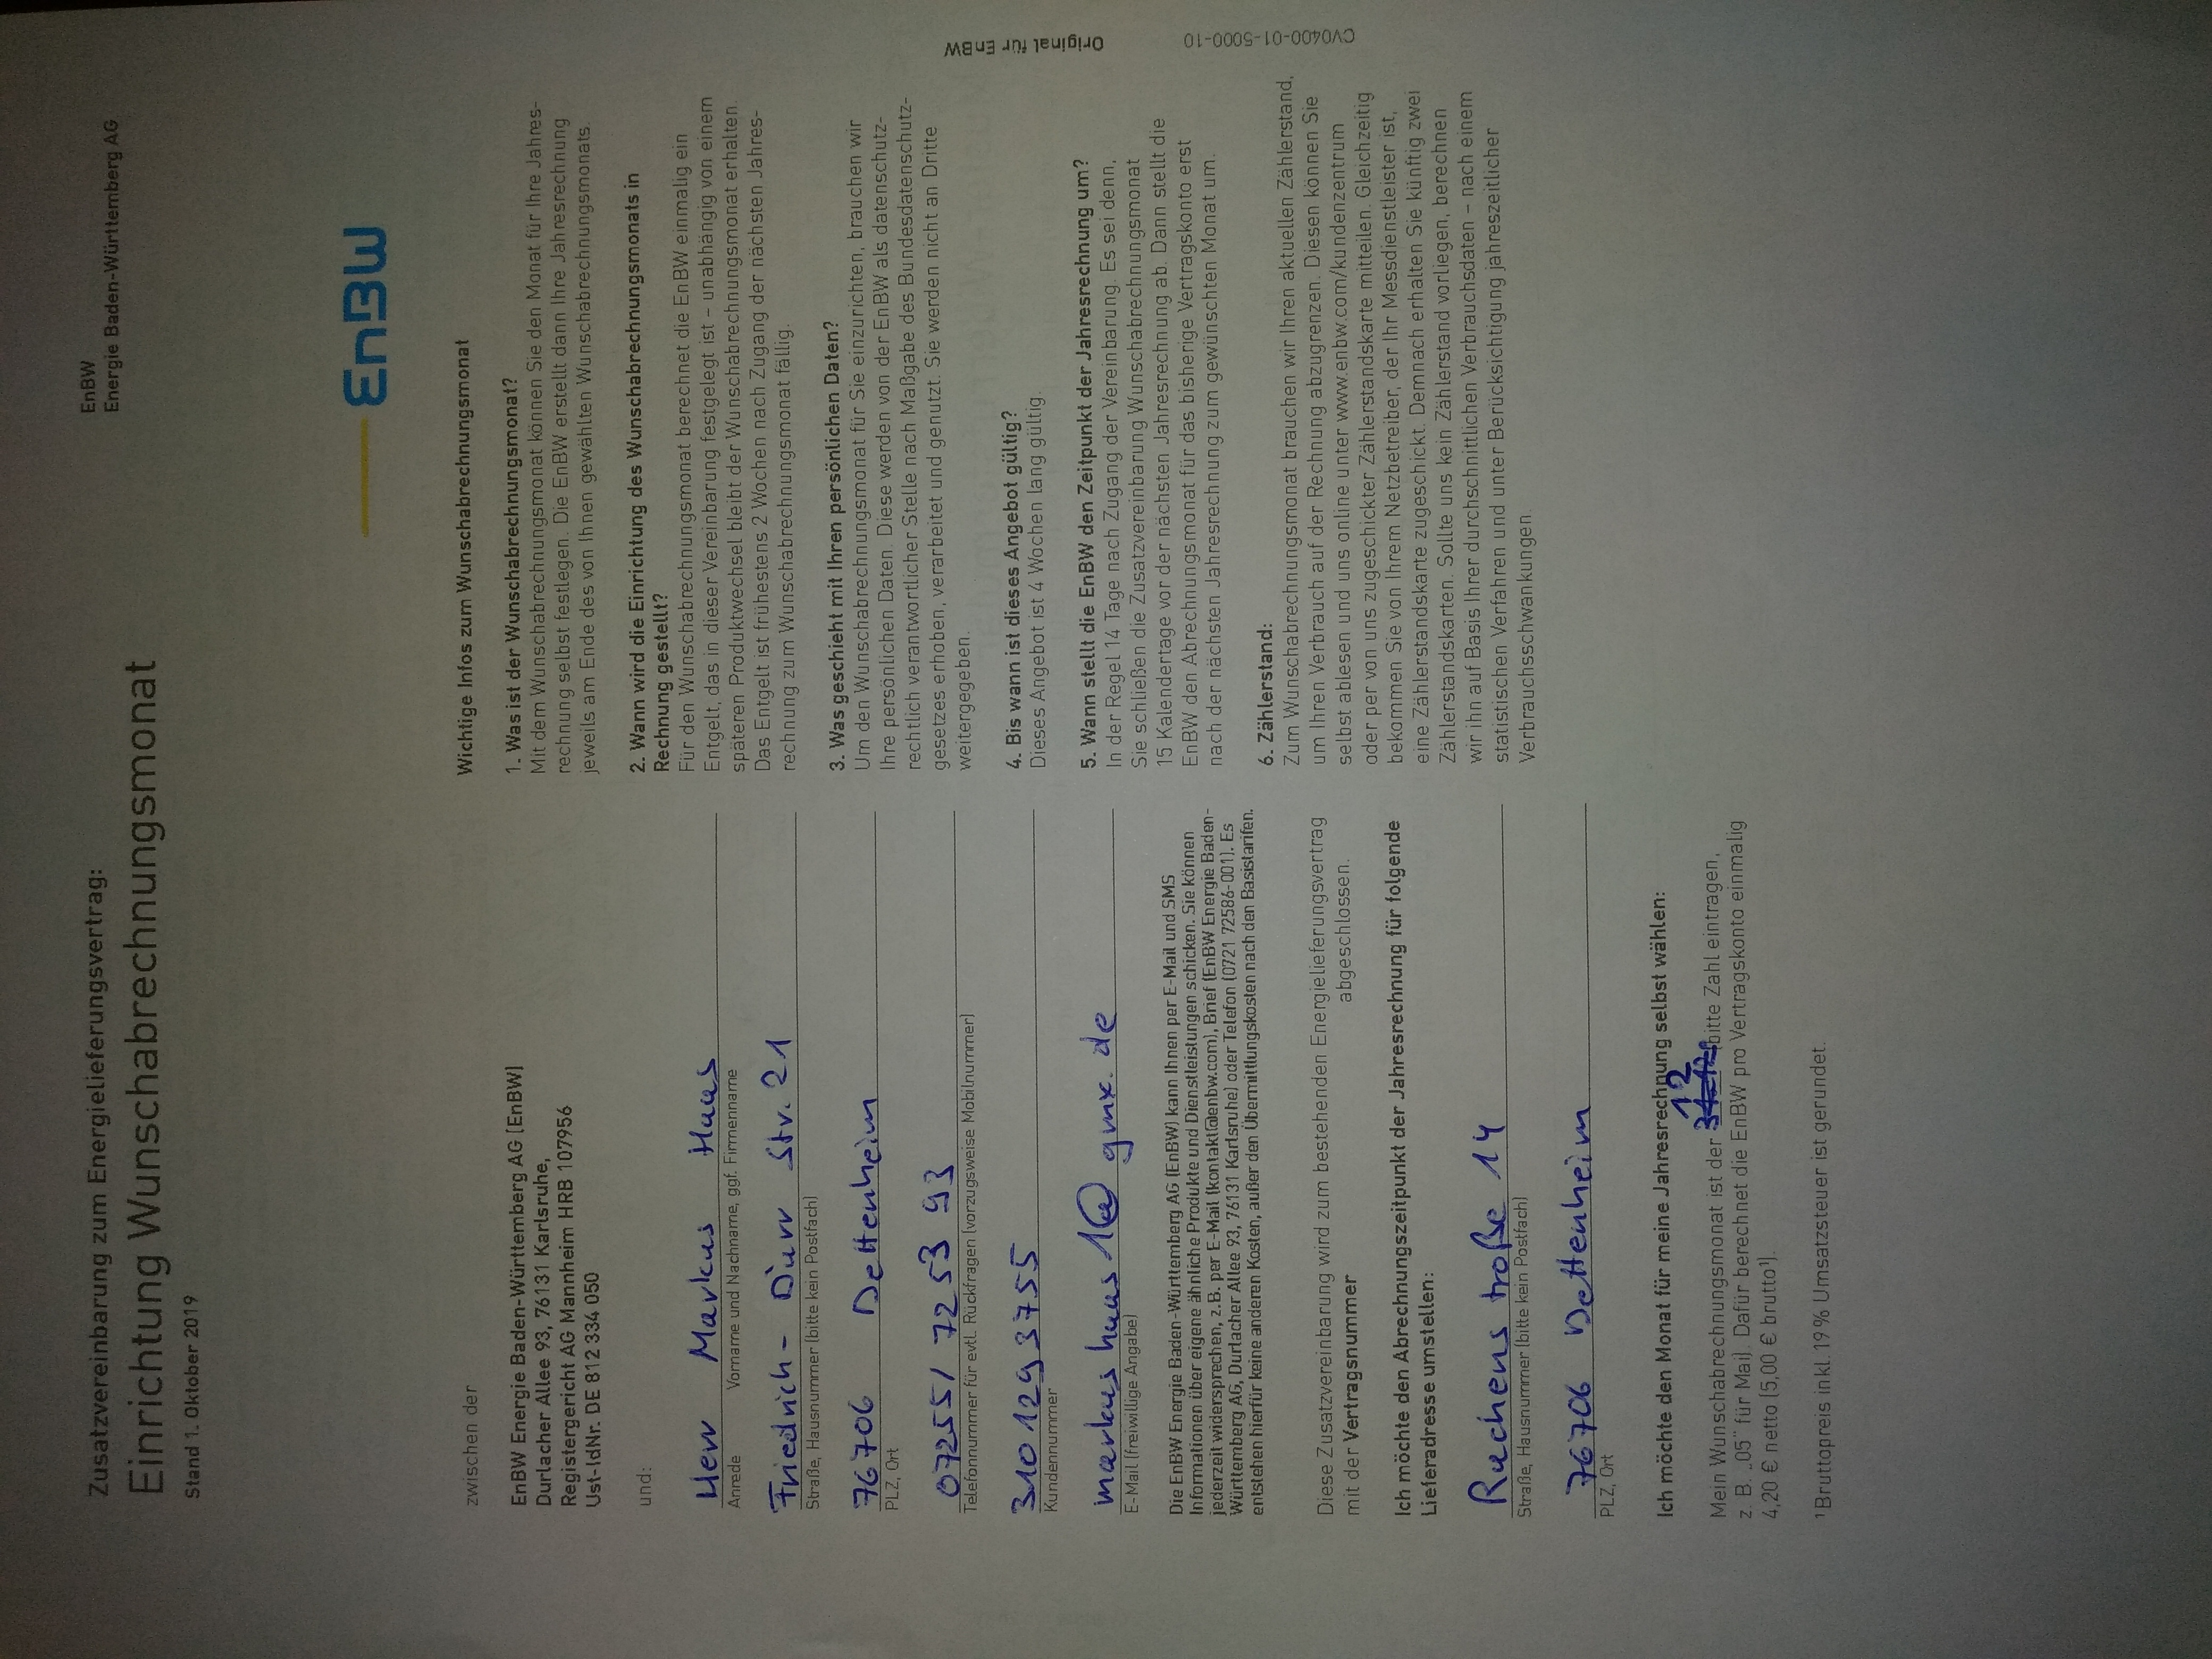 Zusatzvereinbarung zum Energielieferungsvertrag:
Einrichtung Wunschabrechnungsmonat
Stand 1. Oktober 2019
EnBW
Energie Baden-Württemberg AG
EnBW
zwischen der
EnBW Energie Baden-Württemberg AG (EnBW)
Durlacher Allee 93, 76131 Karlsruhe,
Registergericht AG Mannheim HRB 107956
Ust-IdNr. DE 812 334 050
und:
Herr Markus Haas
Anrede Vorname und Nachname, ggf. Firmenname
Friedrich- Dürr Str. 21
Straße, Hausnummer (bitte kein Postfach)
76706 Dettenheim
PLZ, Ort
07255/ 72 53 93
Telefonnummer für evtl. Rückfragen (vorzugsweise Mobilnummer)
310 129 3755
Kundennummer
markus haas 1@ gmx. de
E-Mail (freiwillige Angabe)
Die EnBW Energie Baden-Württemberg AG (EnBW) kann Ihnen per E-Mail und SMS
Informationen über eigene ähnliche Produkte und Dienstleistungen schicken. Sie können
jederzeit widersprechen, z.B. per E-Mail (kontakt@enbw.com), Brief (EnBW Energie Baden-
Württemberg AG, Durlacher Allee 93, 76131 Karlsruhe) oder Telefon (0721 72586-001). Es
entstehen hierfür keine anderen Kosten, außer den Übermittlungskosten nach den Basistarifen.
Diese Zusatzvereinbarung wird zum bestehenden Energielieferungsvertrag
mit der Vertragsnummer abgeschlossen.
Ich möchte den Abrechnungszeitpunkt der Jahresrechnung für folgende
Lieferadresse umstellen:
Rachenstroße 14
Straße, Hausnummer (bitte kein Postfach)
76706 Dettenheim
PLZ, Ort
Ich möchte den Monat für meine Jahresrechnung selbst wählen:
12
Mein Wunschabrechnungsmonat ist der (bitte Zahl eintragen,
z. B. „05“ für Mai). Dafür berechnet die EnBW pro Vertragskonto einmalig
4,20 € netto (5,00 € brutto¹).
¹ Bruttopreis inkl. 19 % Umsatzsteuer ist gerundet.
Wichtige Infos zum Wunschabrechnungsmonat
1. Was ist der Wunschabrechnungsmonat?
Mit dem Wunschabrechnungsmonat können Sie den Monat für Ihre Jahres-
rechnung selbst festlegen. Die EnBW erstellt dann Ihre Jahresrechnung
jeweils am Ende des von Ihnen gewählten Wunschabrechnungsmonats.
2. Wann wird die Einrichtung des Wunschabrechnungsmonats in
Rechnung gestellt?
Für den Wunschabrechnungsmonat berechnet die EnBW einmalig ein
Entgelt, das in dieser Vereinbarung festgelegt ist – unabhängig von einem
späteren Produktwechsel bleibt der Wunschabrechnungsmonat erhalten.
Das Entgelt ist frühestens 2 Wochen nach Zugang der nächsten Jahres-
rechnung zum Wunschabrechnungsmonat fällig.
3. Was geschieht mit Ihren persönlichen Daten?
Um den Wunschabrechnungsmonat für Sie einzurichten, brauchen wir
Ihre persönlichen Daten. Diese werden von der EnBW als datenschutz-
rechtlich verantwortlicher Stelle nach Maßgabe des Bundesdatenschutz-
gesetzes erhoben, verarbeitet und genutzt. Sie werden nicht an Dritte
weitergegeben.
4. Bis wann ist dieses Angebot gültig?
Dieses Angebot ist 4 Wochen lang gültig.
5. Wann stellt die EnBW den Zeitpunkt der Jahresrechnung um?
In der Regel 14 Tage nach Zugang der Vereinbarung. Es sei denn,
Sie schließen die Zusatzvereinbarung Wunschabrechnungsmonat
15 Kalendertage vor der nächsten Jahresrechnung ab. Dann stellt die
EnBW den Abrechnungsmonat für das bisherige Vertragskonto erst
nach der nächsten Jahresrechnung zum gewünschten Monat um.
6. Zählerstand:
Zum Wunschabrechnungsmonat brauchen wir Ihren aktuellen Zählerstand,
um Ihren Verbrauch auf der Rechnung abzugrenzen. Diesen können Sie
selbst ablesen und uns online unter www.enbw.com/kundenzentrum
oder per von uns zugeschickter Zählerstandskarte mitteilen. Gleichzeitig
bekommen Sie von Ihrem Netzbetreiber, der Ihr Messdienstleister ist,
eine Zählerstandskarte zugeschickt. Demnach erhalten Sie künftig zwei
Zählerstandskarten. Sollte uns kein Zählerstand vorliegen, berechnen
wir ihn auf Basis Ihrer durchschnittlichen Verbrauchsdaten – nach einem
statistischen Verfahren und unter Berücksichtigung jahreszeitlicher
Verbrauchsschwankungen.
Original für EnBW
CV0400-01-5000-10